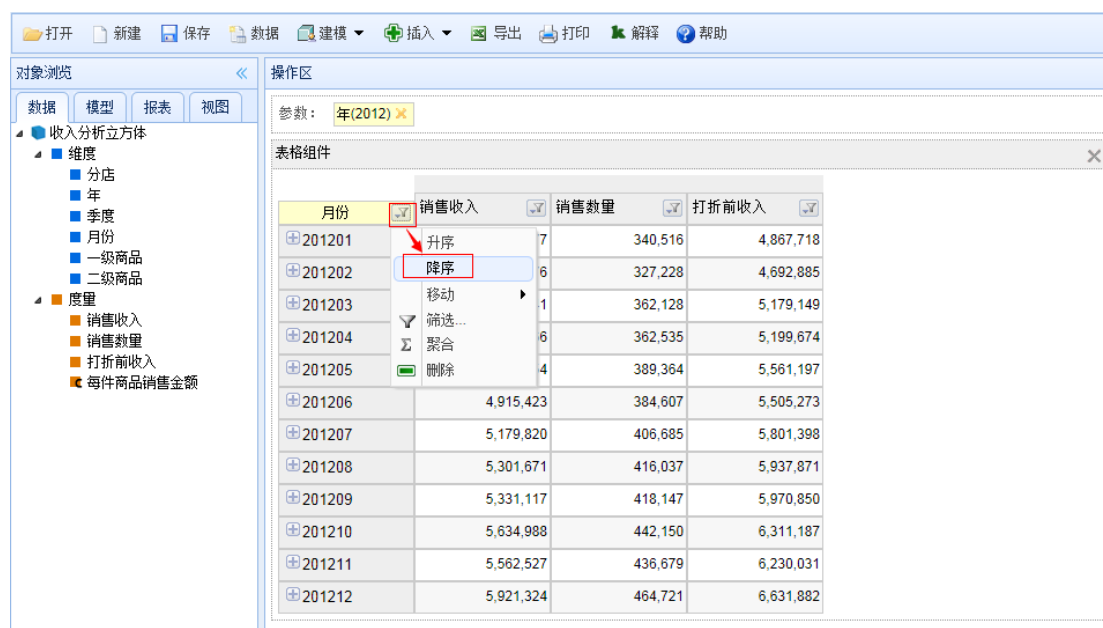 打开 新建 保存 数据 建模 插入 导出 打印 解释 帮助
对象浏览 操作区
数据 模型 报表 视图
参数： 年(2012)
收入分析立方体
维度
分店
年
季度
月份
一级商品
二级商品
度量
销售收入
销售数量
打折前收入
每件商品销售金额
表格组件
月份 销售收入 销售数量 打折前收入
201201 7 340,516 4,867,718
201202 6 327,228 4,692,885
201203 1 362,128 5,179,149
201204 6 362,535 5,199,674
201205 4 389,364 5,561,197
201206 4,915,423 384,607 5,505,273
201207 5,179,820 406,685 5,801,398
201208 5,301,671 416,037 5,937,871
201209 5,331,117 418,147 5,970,850
201210 5,634,988 442,150 6,311,187
201211 5,562,527 436,679 6,230,031
201212 5,921,324 464,721 6,631,882
升序
降序
移动
筛选...
Σ 聚合
删除